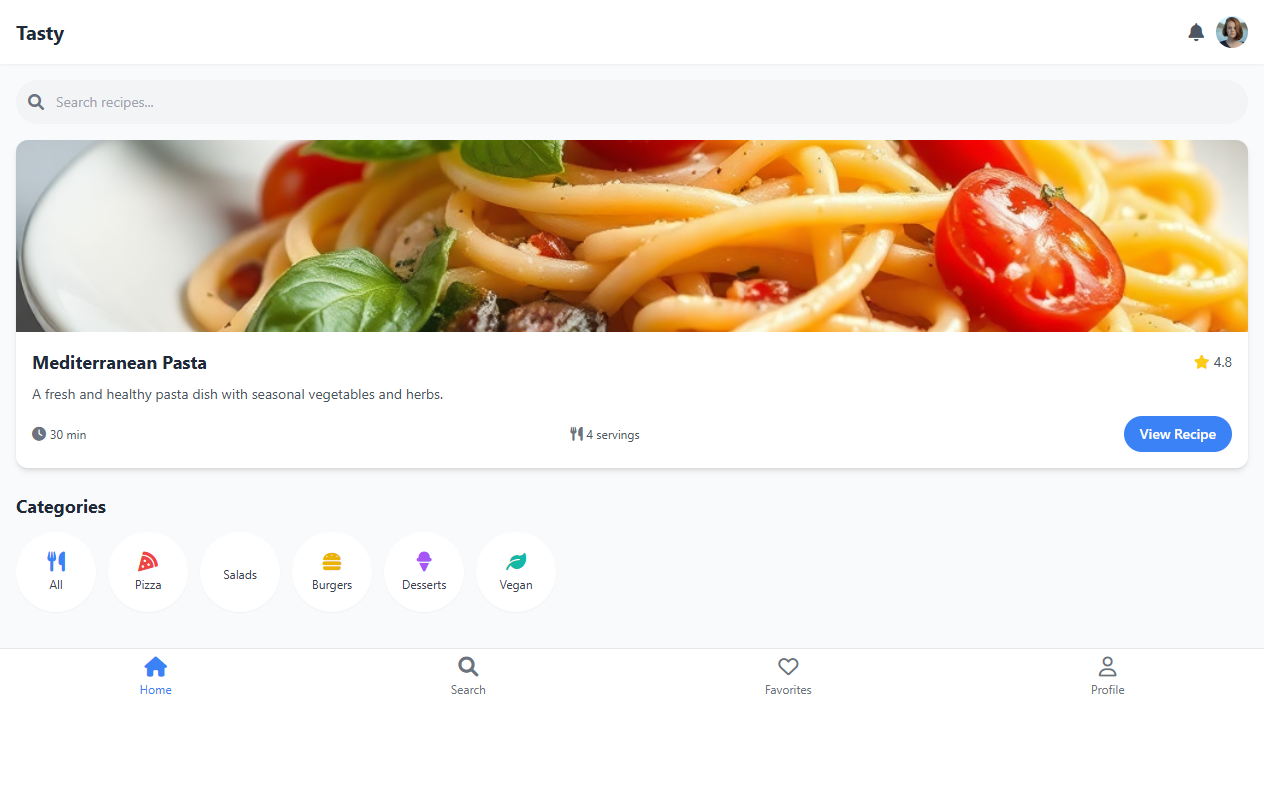 Tasty
Search recipes...
Mediterranean Pasta
4.8
A fresh and healthy pasta dish with seasonal vegetables and herbs.
30 min
4 servings
View Recipe
Categories
All
Pizza
Salads
Burgers
Desserts
Vegan
Home
Search
Favorites
Profile